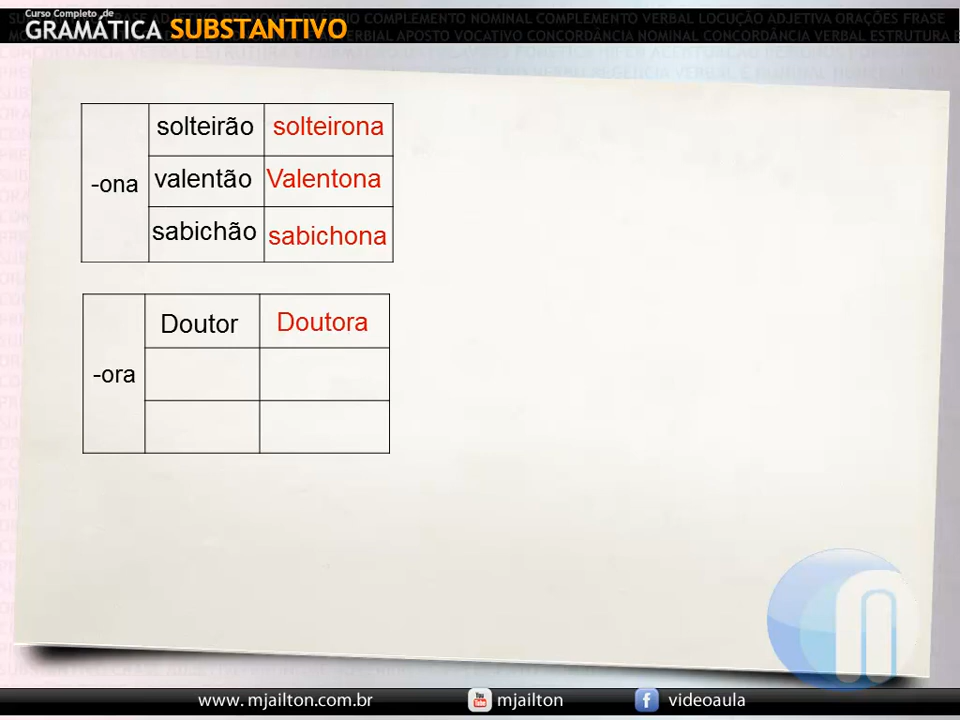 Curso Completo de
GRAMÁTICA SUBSTANTIVO
-ona
solteirão solteirona
valentão Valentona
sabichão sabichona
-ora
Doutor Doutora
www. mjailton.com.br mjailton videoaula